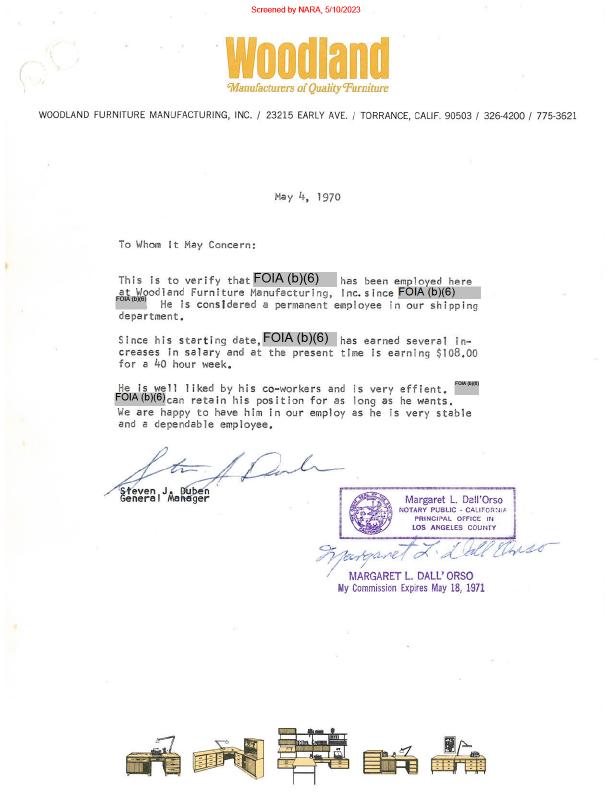 Screened by NARA, 5/10/2023
Woodland
Manufacturers of Quality Furniture
WOODLAND FURNITURE MANUFACTURING, INC. / 23215 EARLY AVE. / TORRANCE, CALIF. 90503 / 326-4200 / 775-3621
May 4, 1970
To Whom It May Concern:
This is to verify that FOIA (b)(6) has been employed here
at Woodland Furniture Manufacturing, Inc. since FOIA (b)(6)
FOIA (b)(6) He is considered a permanent employee in our shipping
department.
Since his starting date, FOIA (b)(6) has earned several in-
creases in salary and at the present time is earning $108.00
for a 40 hour week.
He is well liked by his co-workers and is very effient. FOIA (b)(6)
FOIA (b)(6) can retain his position for as long as he wants.
We are happy to have him in our employ as he is very stable
and a dependable employee.
Steven J. Duben
General Manager
Margaret L. Dall'Orso
NOTARY PUBLIC - CALIFORNIA
PRINCIPAL OFFICE IN
LOS ANGELES COUNTY
Margaret L. Dall'Orso
MARGARET L. DALL'ORSO
My Commission Expires May 18, 1971